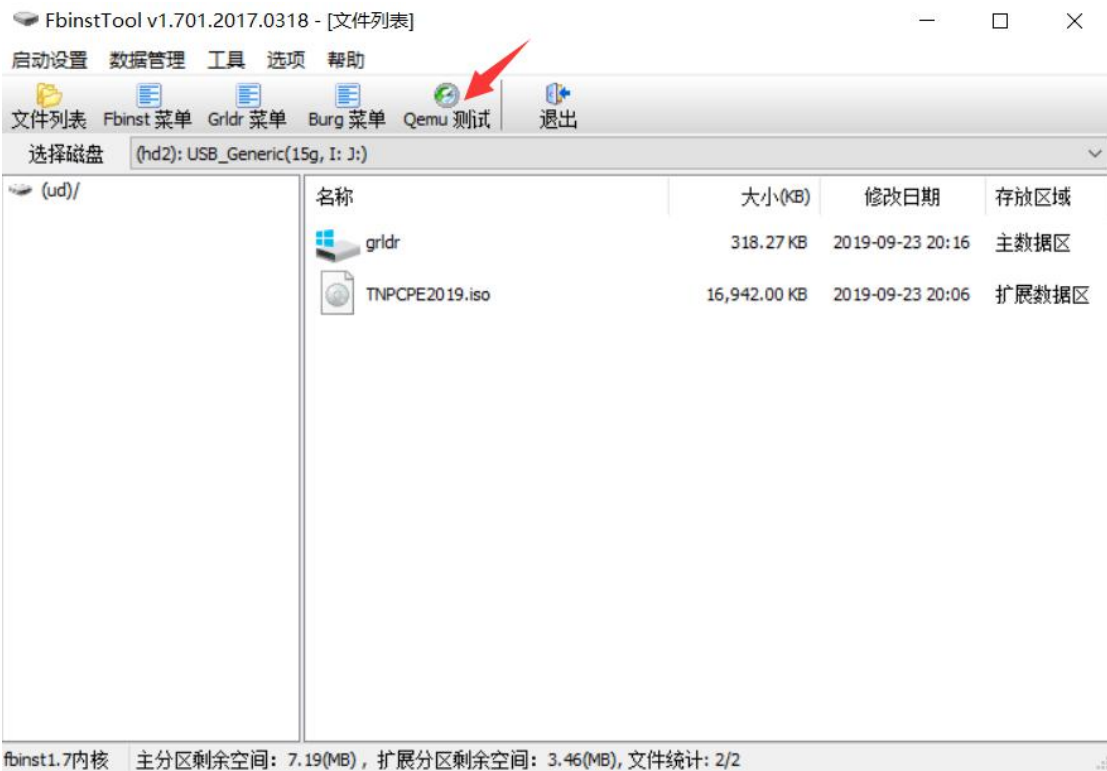 FbinstTool v1.701.2017.0318 - [文件列表]
启动设置 数据管理 工具 选项 帮助
文件列表 Fbinst 菜单 Grldr 菜单 Burg 菜单 Qemu 测试 退出
选择磁盘 (hd2): USB_Generic(15g, I: J:)
(ud)/
名称 大小(KB) 修改日期 存放区域
grldr 318.27 KB 2019-09-23 20:16 主数据区
TNPCPE2019.iso 16,942.00 KB 2019-09-23 20:06 扩展数据区
fbinst1.7内核 主分区剩余空间: 7.19(MB) , 扩展分区剩余空间: 3.46(MB), 文件统计: 2/2